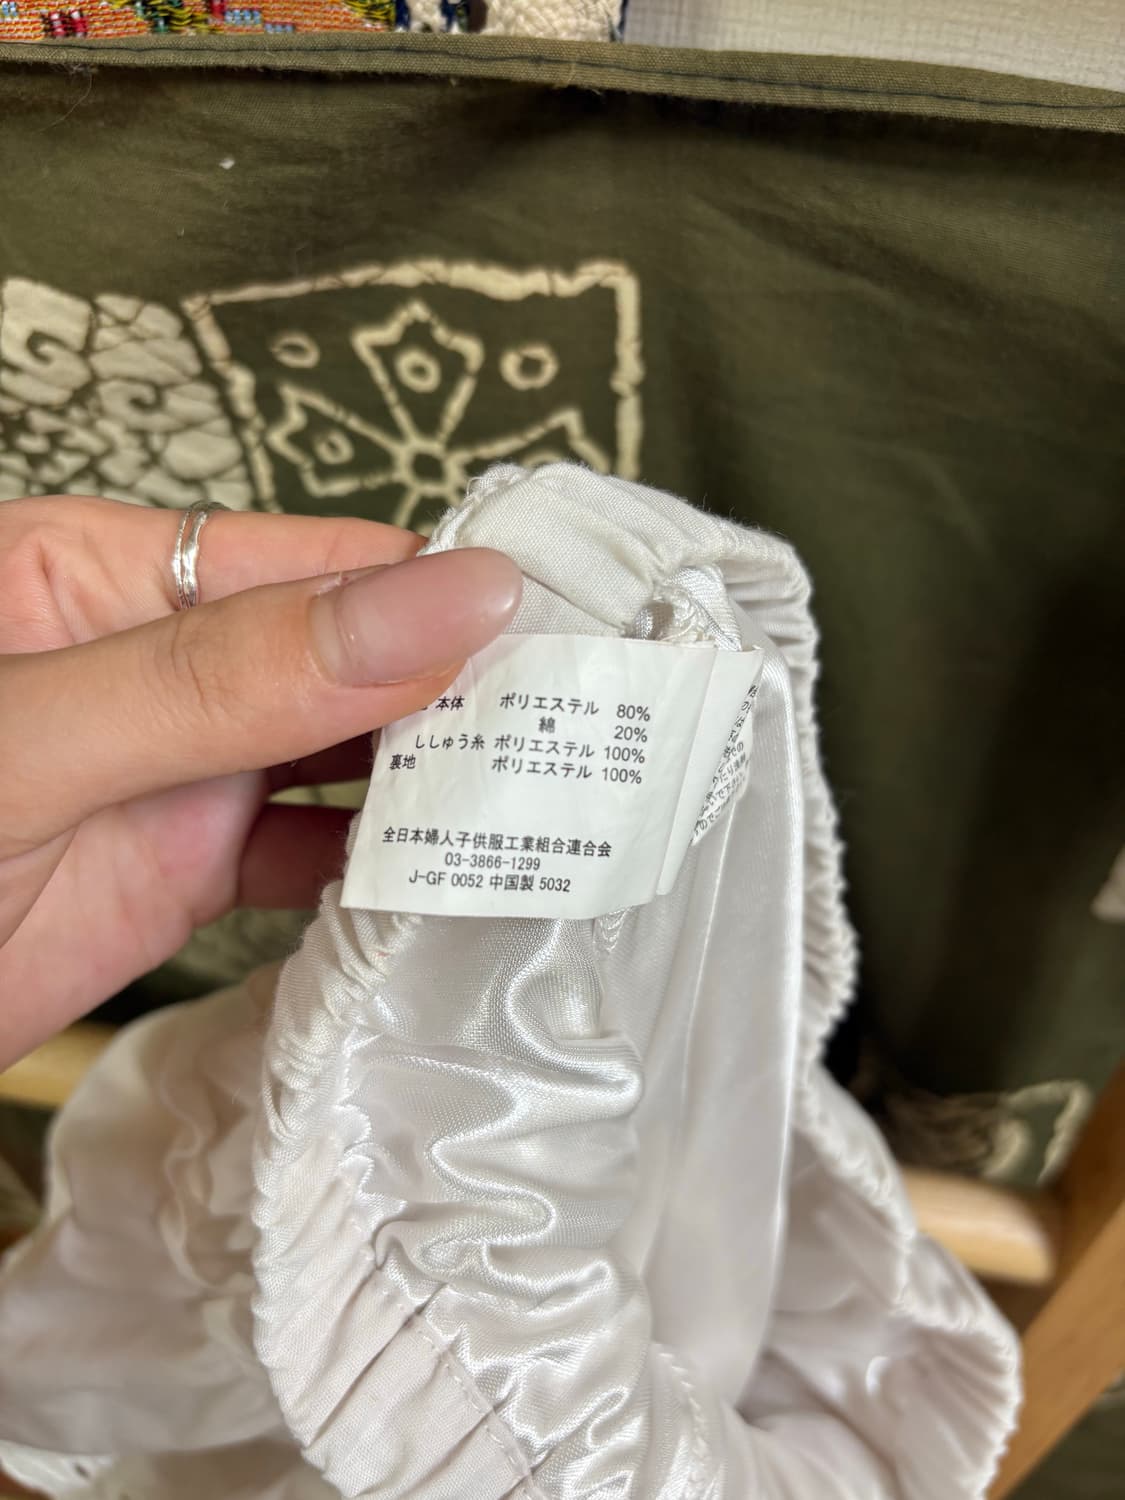 本体 ポリエステル 80%
綿 20%
ししゅう糸 ポリエステル 100%
裏地 ポリエステル 100%
全日本婦人子供服工業組合連合会
03-3866-1299
J-GF 0052 中国製 5032